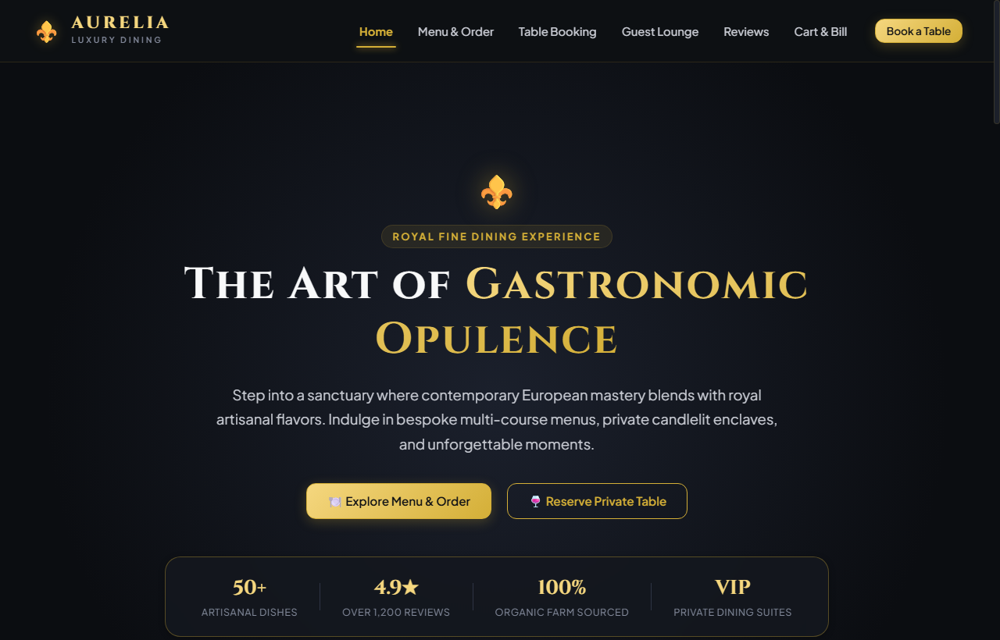 AURELIA
LUXURY DINING
Home
Menu & Order
Table Booking
Guest Lounge
Reviews
Cart & Bill
Book a Table
ROYAL FINE DINING EXPERIENCE
The Art of Gastronomic
Opulence
Step into a sanctuary where contemporary European mastery blends with royal
artisanal flavors. Indulge in bespoke multi-course menus, private candlelit enclaves,
and unforgettable moments.
Explore Menu & Order
Reserve Private Table
50+
ARTISANAL DISHES
4.9★
OVER 1,200 REVIEWS
100%
ORGANIC FARM SOURCED
VIP
PRIVATE DINING SUITES